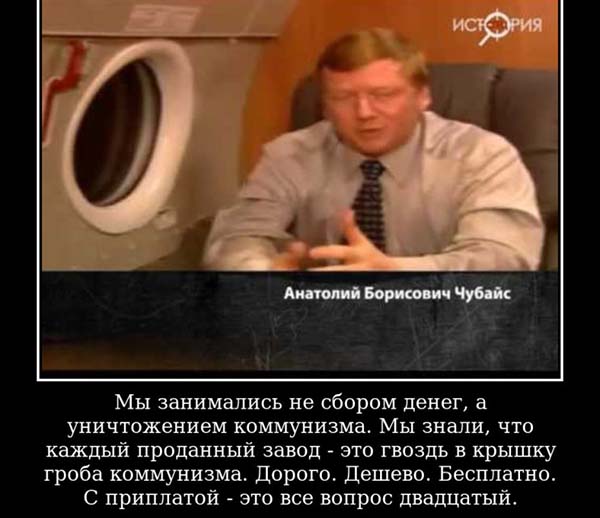 ИСТОРИЯ
Анатолий Борисович Чубайс
Мы занимались не сбором денег, а
уничтожением коммунизма. Мы знали, что
каждый проданный завод - это гвоздь в крышку
гроба коммунизма. Дорого. Дешево. Бесплатно.
С приплатой - это все вопрос двадцатый.